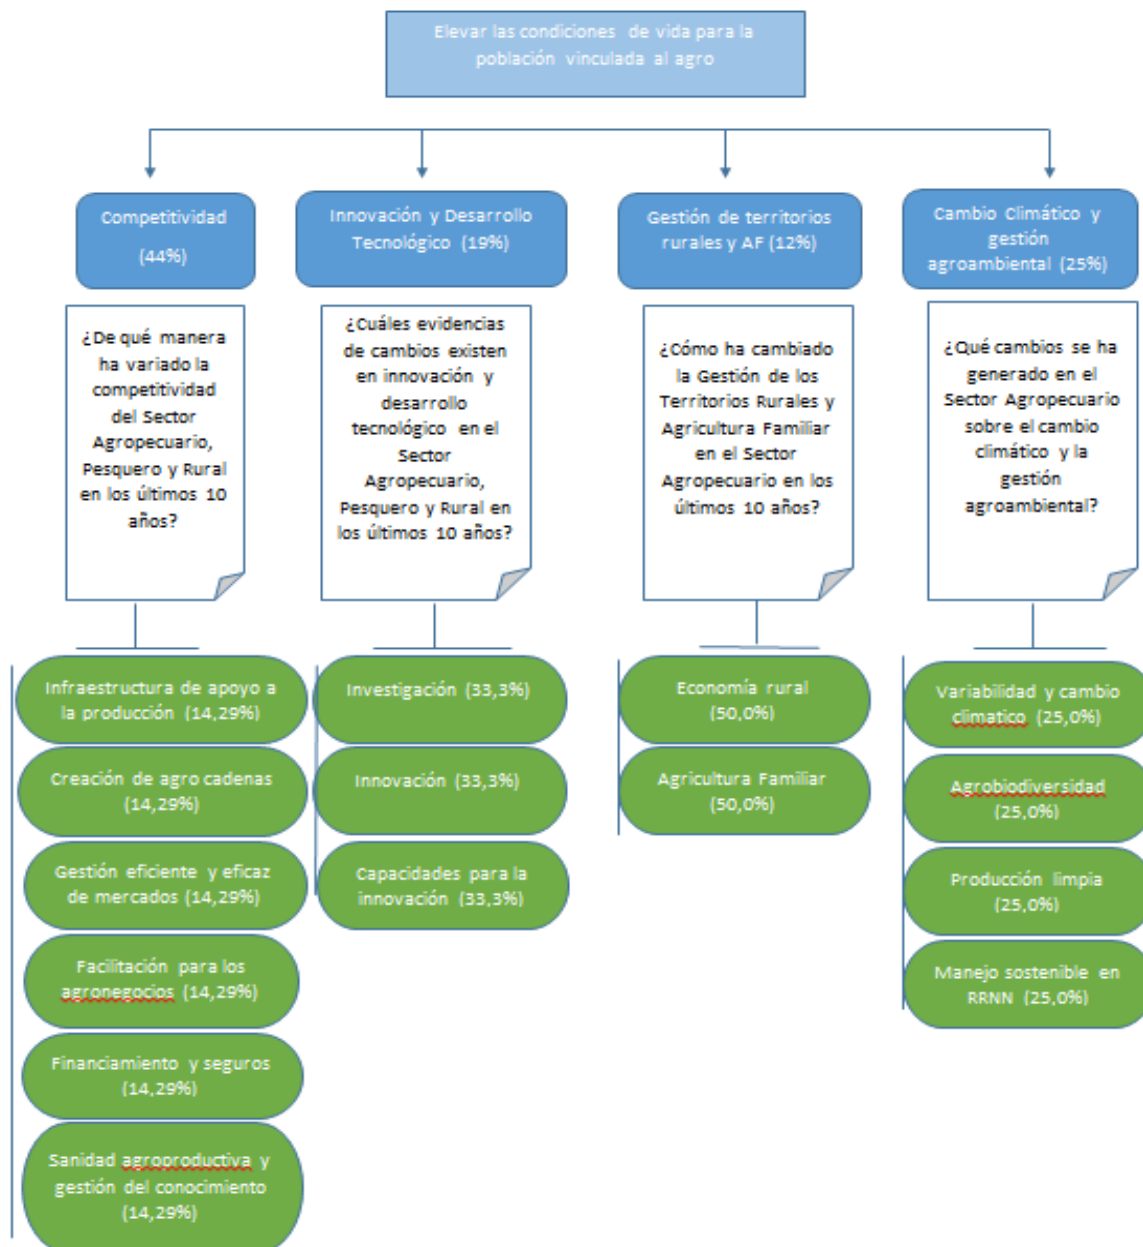 Elevar las condiciones de vida para la
población vinculada al agro
Competitividad
(44%)
Innovación y Desarrollo
Tecnológico (19%)
Gestión de territorios
rurales y AF (12%)
Cambio Climático y
gestión
agroambiental (25%)
¿De qué manera
ha variado la
competitividad
del Sector
Agropecuario,
Pesquero y Rural
en los últimos 10
años?
¿Cuáles evidencias
de cambios existen
en innovación y
desarrollo
tecnológico en el
Sector
Agropecuario,
Pesquero y Rural en
los últimos 10 años?
¿Cómo ha cambiado
la Gestión de los
Territorios Rurales y
Agricultura Familiar
en el Sector
Agropecuario en los
últimos 10 años?
¿Qué cambios se ha
generado en el
Sector Agropecuario
sobre el cambio
climático y la
gestión
agroambiental?
Infraestructura de apoyo a
la producción (14,29%)
Creación de agro cadenas
(14,29%)
Gestión eficiente y eficaz
de mercados (14,29%)
Facilitación para los
agronegocios (14,29%)
Financiamiento y seguros
(14,29%)
Sanidad agroproductiva y
gestión del conocimiento
(14,29%)
Investigación (33,3%)
Innovación (33,3%)
Capacidades para la
innovación (33,3%)
Economía rural
(50,0%)
Agricultura Familiar
(50,0%)
Variabilidad y cambio
climatico (25,0%)
Agrobiodiversidad
(25,0%)
Producción limpia
(25,0%)
Manejo sostenible en
RRNN (25,0%)